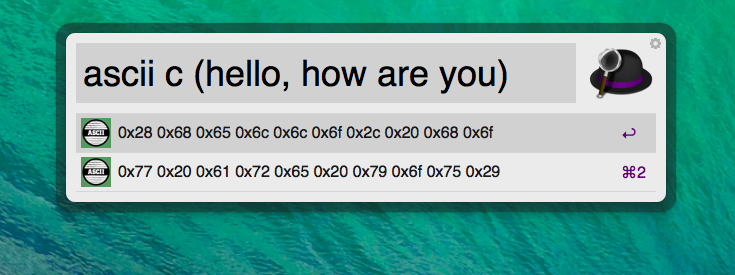 ascii c (hello, how are you)
ASCII 0x28 0x68 0x65 0x6c 0x6c 0x6f 0x2c 0x20 0x68 0x6f ↩
ASCII 0x77 0x20 0x61 0x72 0x65 0x20 0x79 0x6f 0x75 0x29 ⌘2